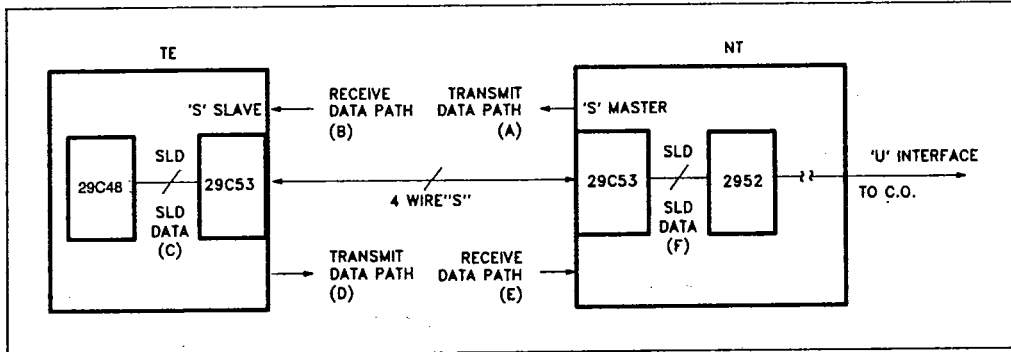 TE
NT
'S' SLAVE
RECEIVE
DATA PATH
(B)
TRANSMIT
DATA PATH
(A)
'S' MASTER
29C48
SLD
SLD
DATA
(C)
29C53
4 WIRE"S"
29C53
SLD
SLD
DATA
(F)
2952
'U' INTERFACE
TO C.O.
TRANSMIT
DATA PATH
(D)
RECEIVE
DATA PATH
(E)